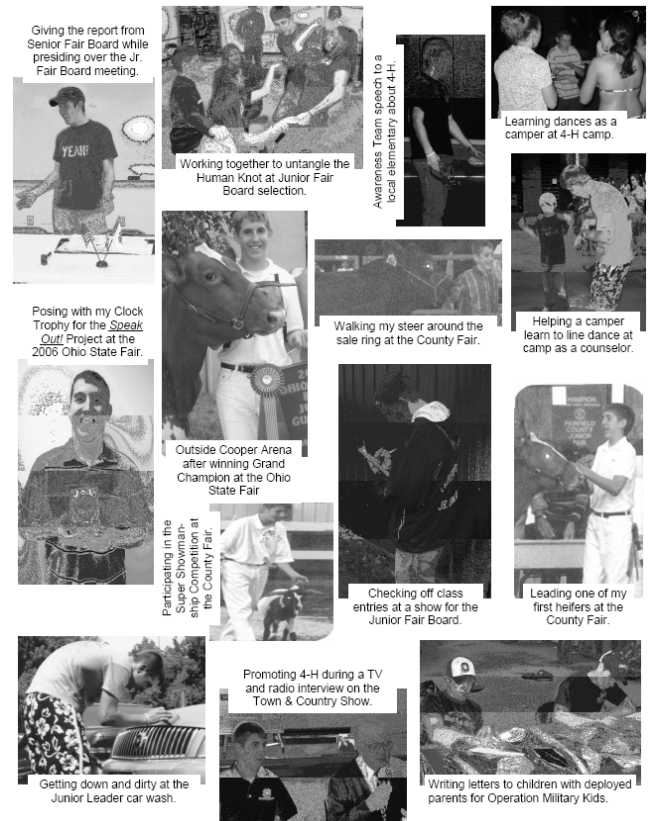 Giving the report from
Senior Fair Board while
presiding over the Jr.
Fair Board meeting.
YEAH!
Working together to untangle the
Human Knot at Junior Fair
Board selection.
Awareness Team speech to a
local elementary about 4-H.
Learning dances as a
camper at 4-H camp.
Posing with my Clock
Trophy for the Speak
Out! Project at the
2006 Ohio State Fair.
Outside Cooper Arena
after winning Grand
Champion at the Ohio
State Fair
Walking my steer around the
sale ring at the County Fair.
Helping a camper
learn to line dance at
camp as a counselor.
CHAMPION
FAIRFIELD
COUNTY
JUNIOR
FAIR
Participating in the
Super Showman-
ship Competition at
the County Fair.
Checking off class
entries at a show for the
Junior Fair Board.
Leading one of my
first heifers at the
County Fair.
Getting down and dirty at the
Junior Leader car wash.
Promoting 4-H during a TV
and radio interview on the
Town & Country Show.
Writing letters to children with deployed
parents for Operation Military Kids.